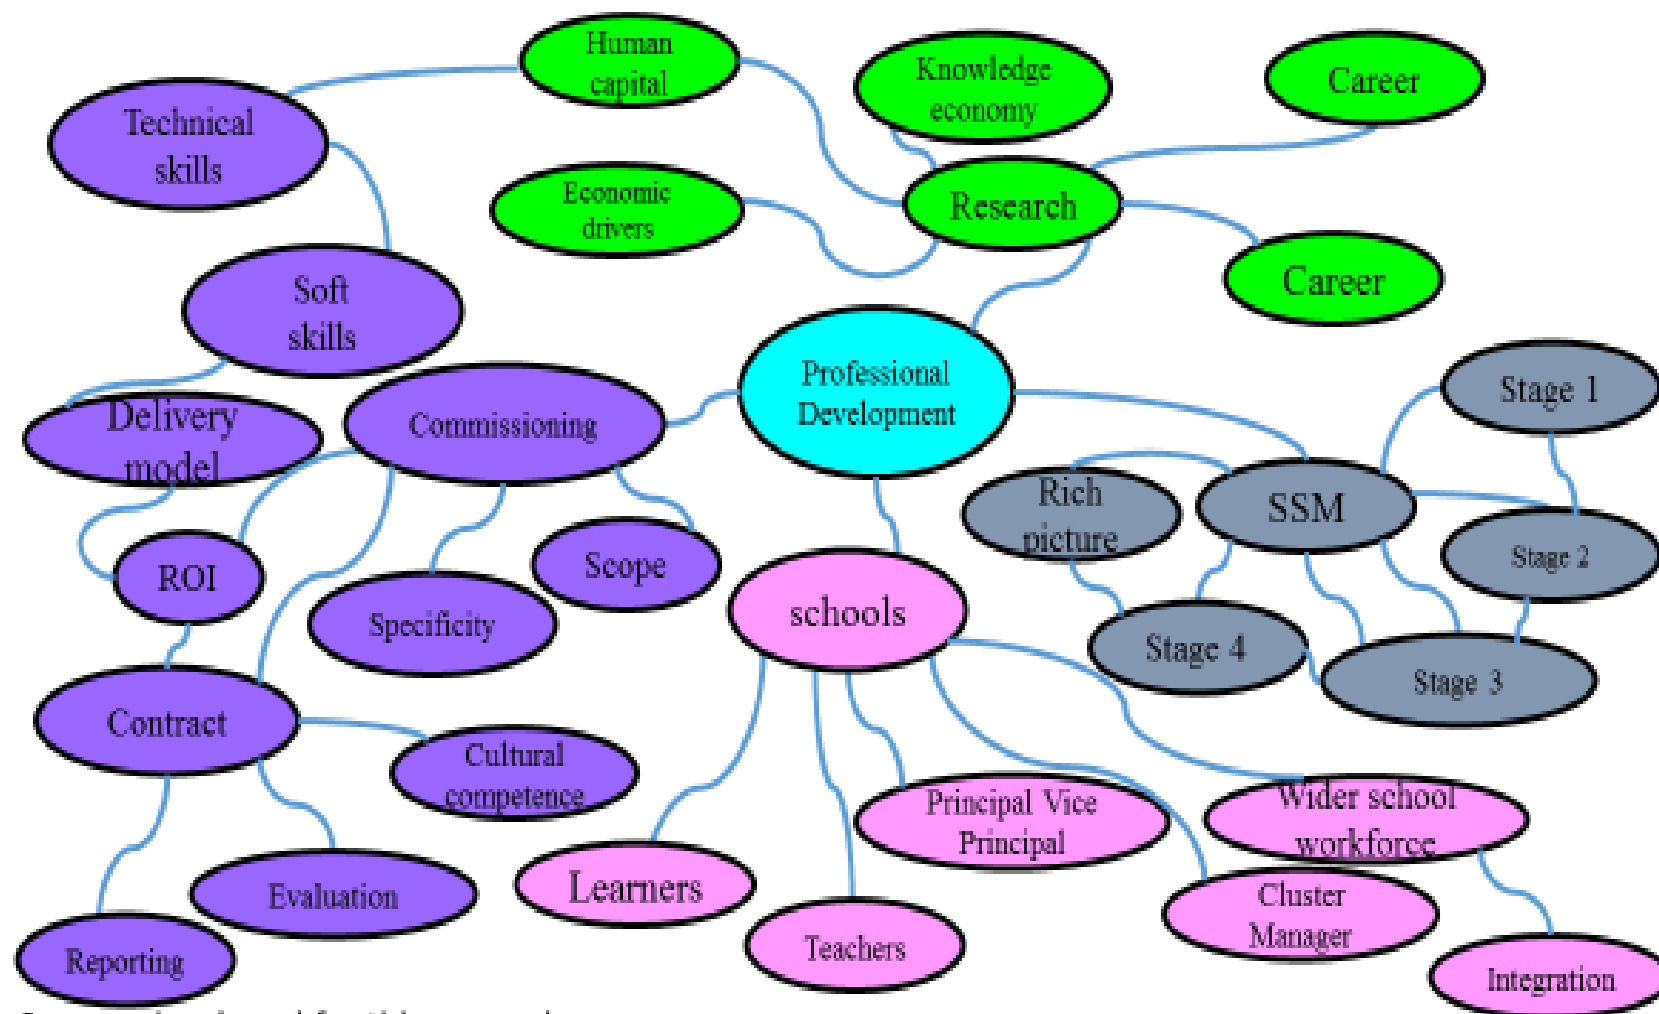 Human
capital
Knowledge
economy
Career
Technical
skills
Economic
drivers
Research
Career
Soft
skills
Professional
Development
Stage 1
Delivery
model
Commissioning
Rich
picture
SSM
Stage 2
ROI
Scope
Specificity
schools
Stage 4
Stage 3
Contract
Cultural
competence
Principal Vice
Principal
Wider school
workforce
Evaluation
Learners
Cluster
Manager
Reporting
Teachers
Integration